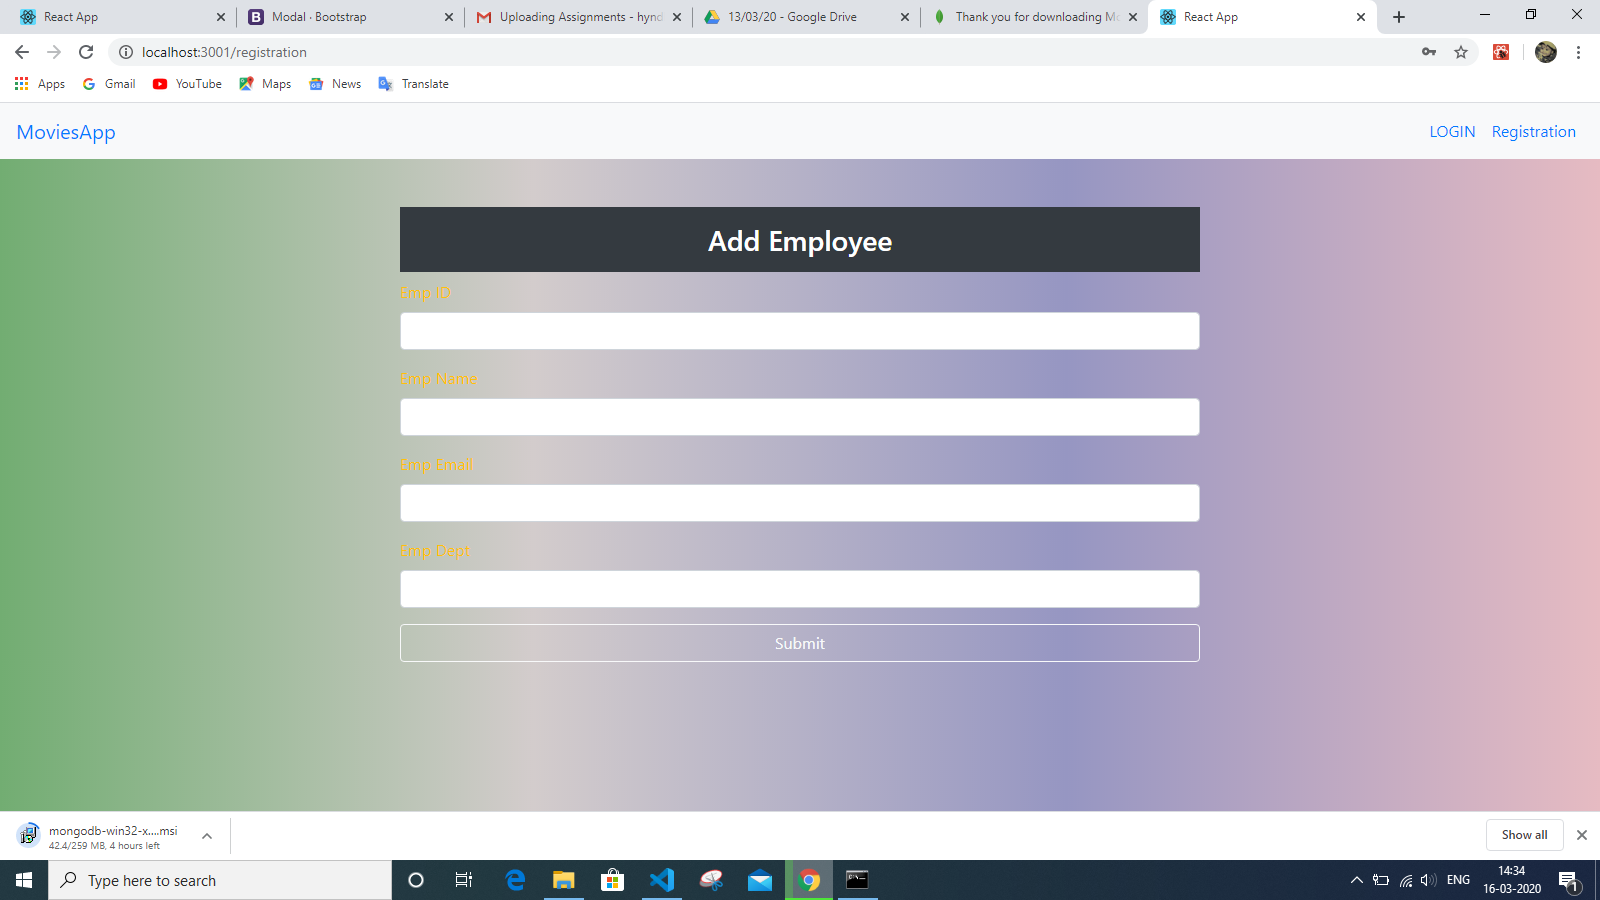 React App
Modal · Bootstrap
Uploading Assignments - hynd
13/03/20 - Google Drive
Thank you for downloading Mo
React App
localhost:3001/registration
Apps
Gmail
YouTube
Maps
News
Translate
MoviesApp
LOGIN
Registration
Add Employee
Emp ID
Emp Name
Emp Email
Emp Dept
Submit
mongodb-win32-x....msi
42.4/259 MB, 4 hours left
Show all
Type here to search
ENG
14:34
16-03-2020
1